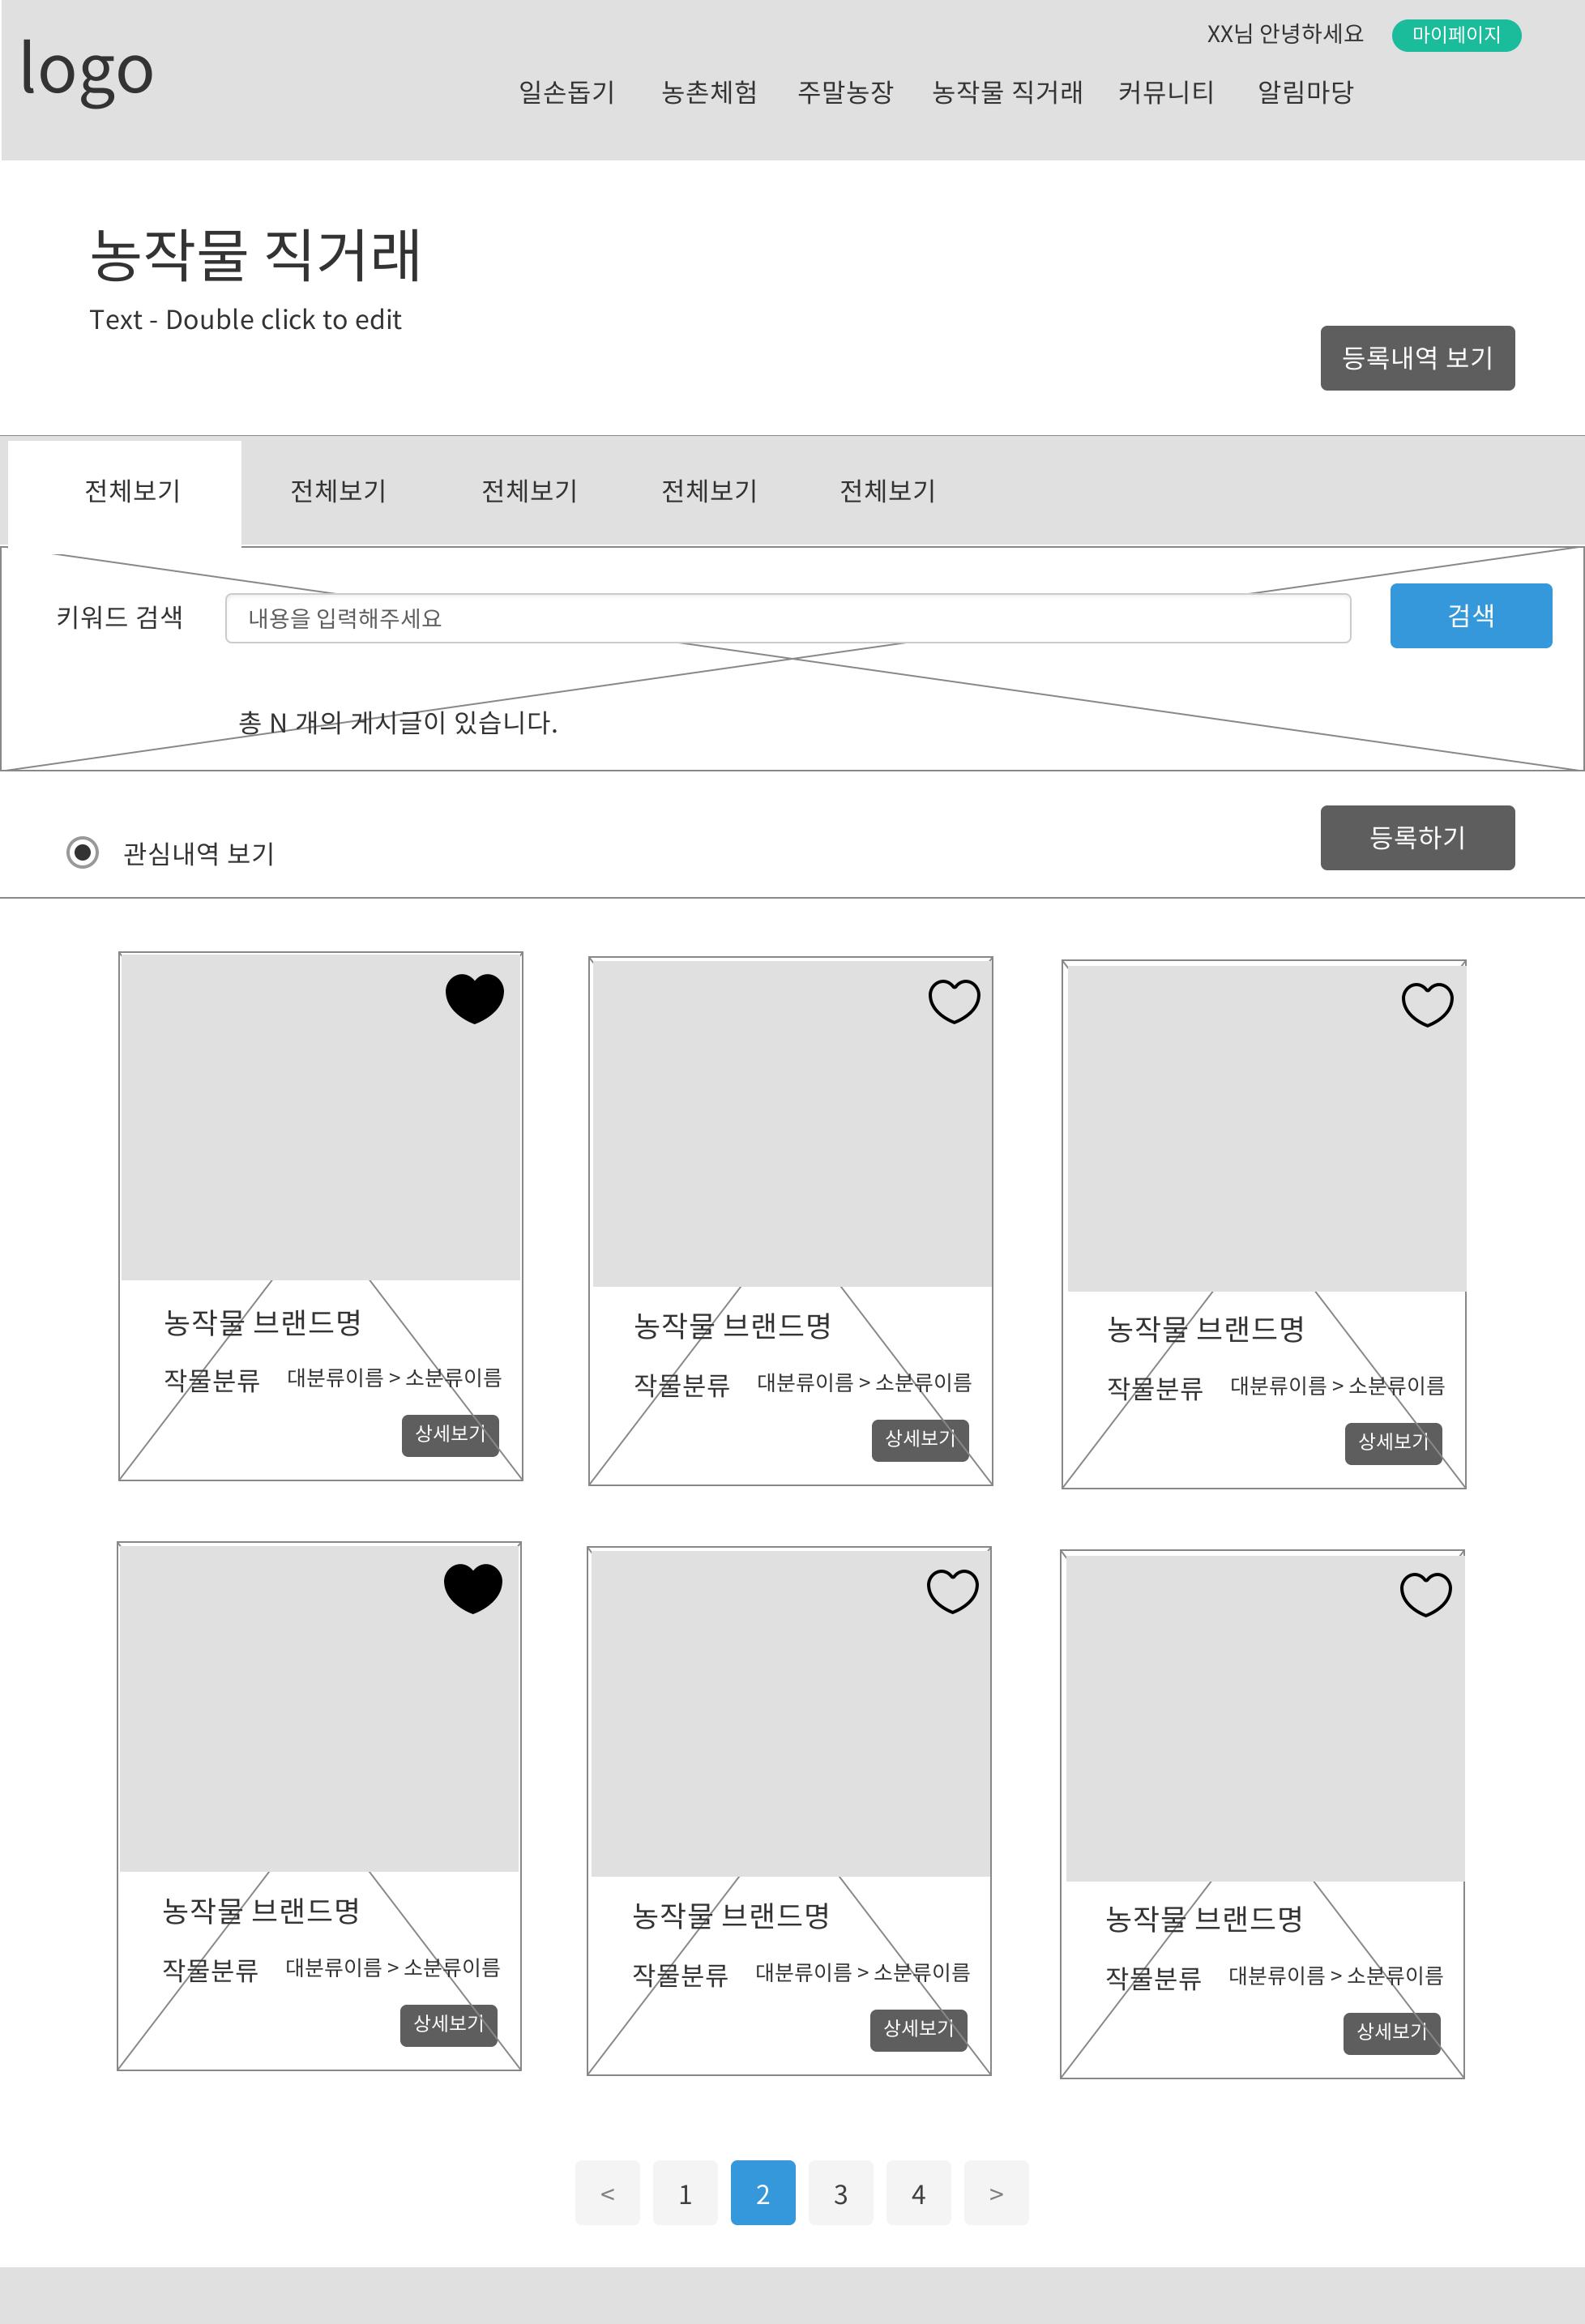 logo
XX님 안녕하세요 마이페이지
일손돕기 농촌체험 주말농장 농작물 직거래 커뮤니티 알림마당
농작물 직거래
Text - Double click to edit
등록내역 보기
전체보기 전체보기 전체보기 전체보기 전체보기
키워드 검색 내용을 입력해주세요 검색
총 N 개의 게시글이 있습니다.
관심내역 보기 등록하기
농작물 브랜드명 농작물 브랜드명 농작물 브랜드명
작물분류 대분류이름 > 소분류이름 작물분류 대분류이름 > 소분류이름 작물분류 대분류이름 > 소분류이름
상세보기 상세보기 상세보기
농작물 브랜드명 농작물 브랜드명 농작물 브랜드명
작물분류 대분류이름 > 소분류이름 작물분류 대분류이름 > 소분류이름 작물분류 대분류이름 > 소분류이름
상세보기 상세보기 상세보기
< 1 2 3 4 >